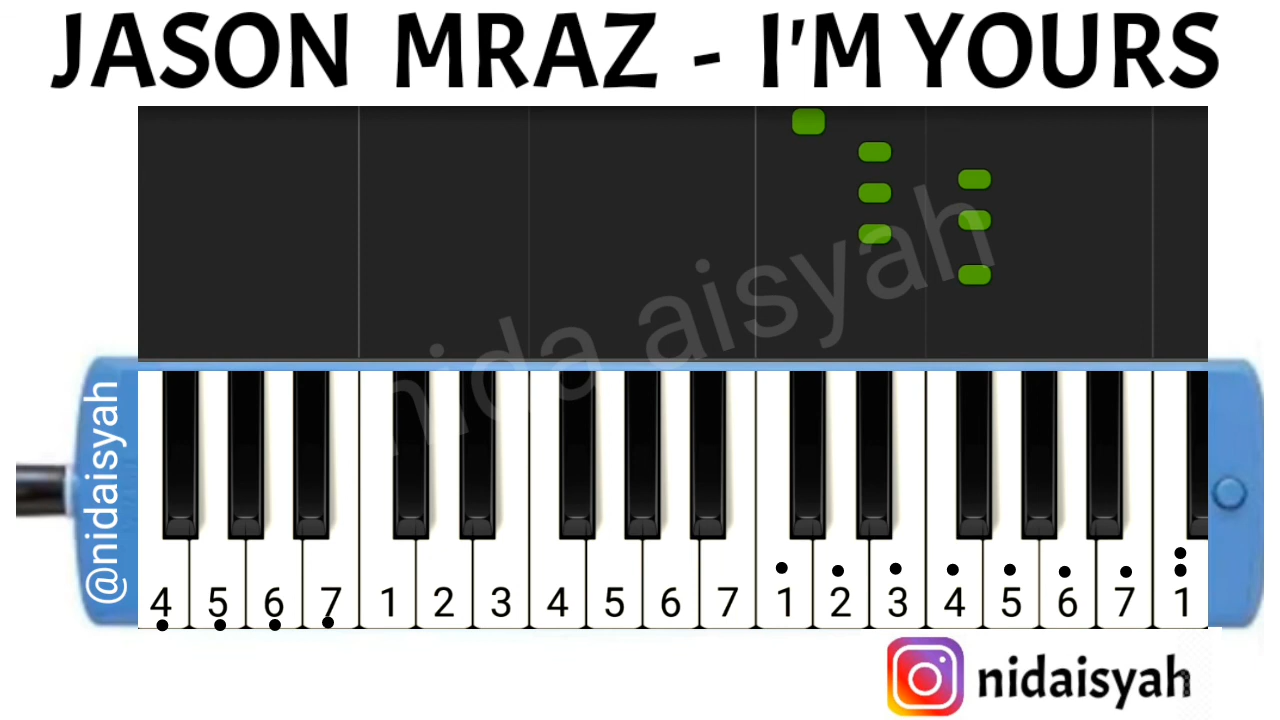 JASON MRAZ - I'M YOURS
nida aisyah
@nidaisyah
4 5 6 7 1 2 3 4 5 6 7 1 2 3 4 5 6 7 1
nidaisyah